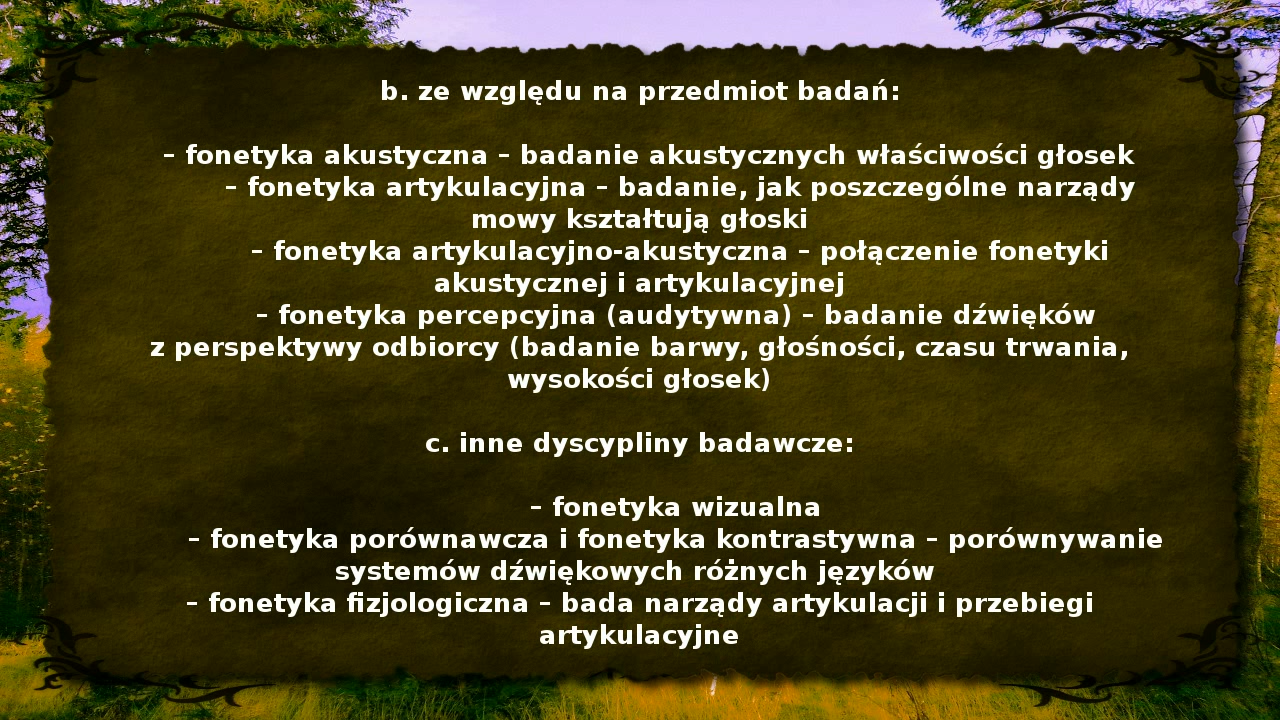 b. ze względu na przedmiot badań:
– fonetyka akustyczna – badanie akustycznych właściwości głosek
– fonetyka artykulacyjna – badanie, jak poszczególne narządy
mowy kształtują głoski
– fonetyka artykulacyjno-akustyczna – połączenie fonetyki
akustycznej i artykulacyjnej
– fonetyka percepcyjna (audytywna) – badanie dźwięków
z perspektywy odbiorcy (badanie barwy, głośności, czasu trwania,
wysokości głosek)
c. inne dyscypliny badawcze:
– fonetyka wizualna
– fonetyka porównawcza i fonetyka kontrastywna – porównywanie
systemów dźwiękowych różnych języków
– fonetyka fizjologiczna – bada narządy artykulacji i przebiegi
artykulacyjne